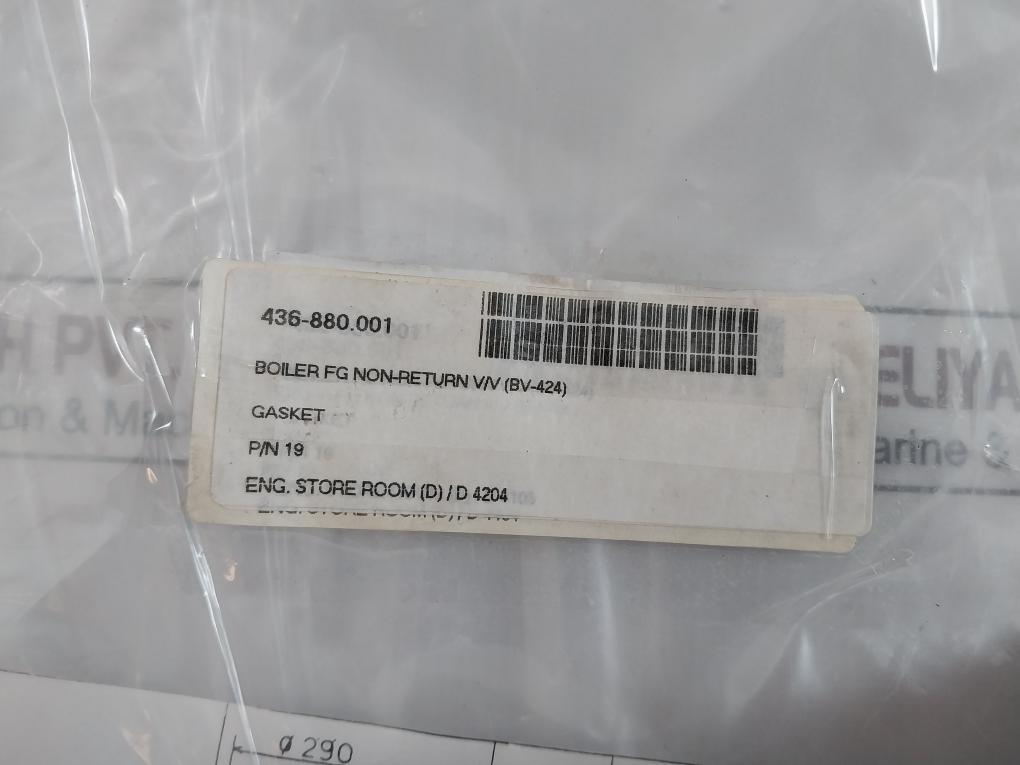 436-880.001
BOILER FG NON-RETURN V/V (BV-424)
GASKET
P/N 19
ENG. STORE ROOM (D) / D 4204
H PVT. ELIYA
on & Ma arine &
ø 290